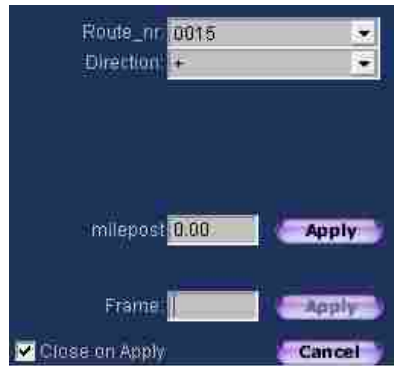 Route_nr 0015
Direction +
milepost 0.00 Apply
Frame Apply
Close on Apply Cancel